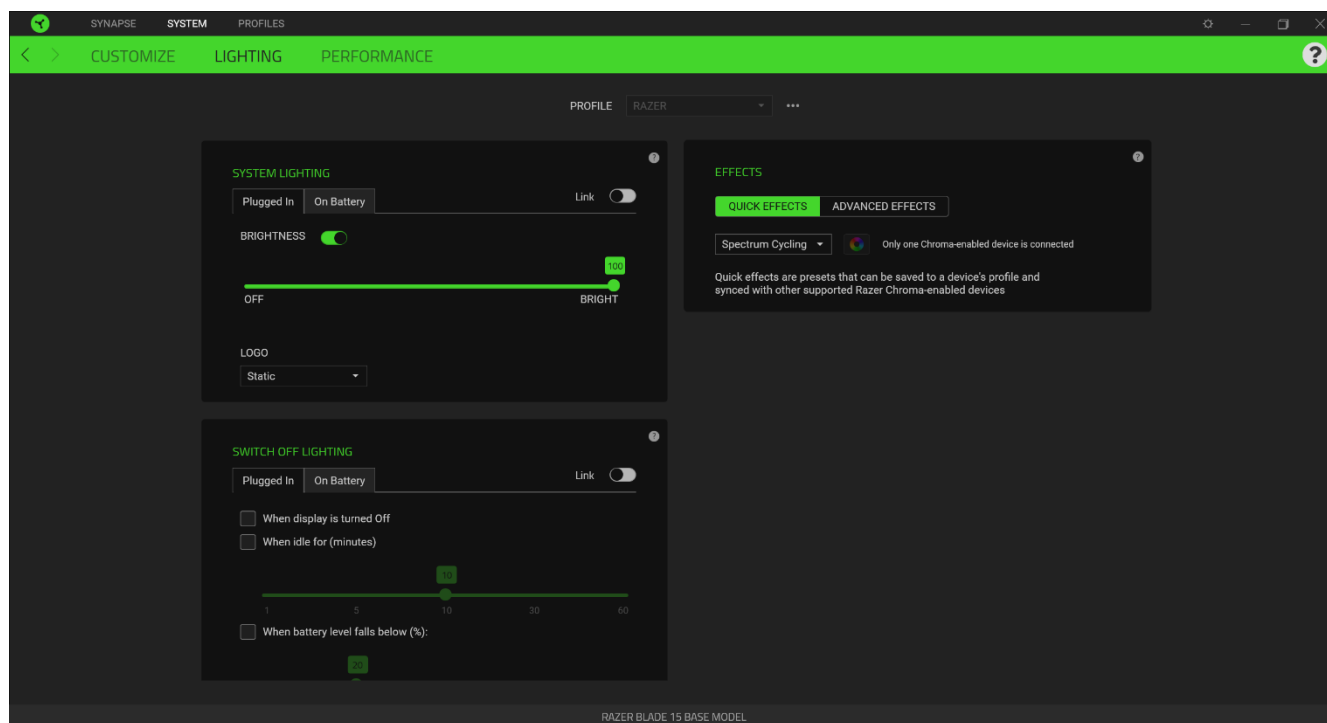 SYNAPSE SYSTEM PROFILES
CUSTOMIZE LIGHTING PERFORMANCE ?
PROFILE RAZER
SYSTEM LIGHTING ?
Plugged In On Battery Link
BRIGHTNESS
100
OFF BRIGHT
LOGO
Static
EFFECTS ?
QUICK EFFECTS ADVANCED EFFECTS
Spectrum Cycling Only one Chroma-enabled device is connected
Quick effects are presets that can be saved to a device's profile and
synced with other supported Razer Chroma-enabled devices
SWITCH OFF LIGHTING ?
Plugged In On Battery Link
When display is turned Off
When idle for (minutes)
10
1 5 10 30 60
When battery level falls below (%):
20
RAZER BLADE 15 BASE MODEL